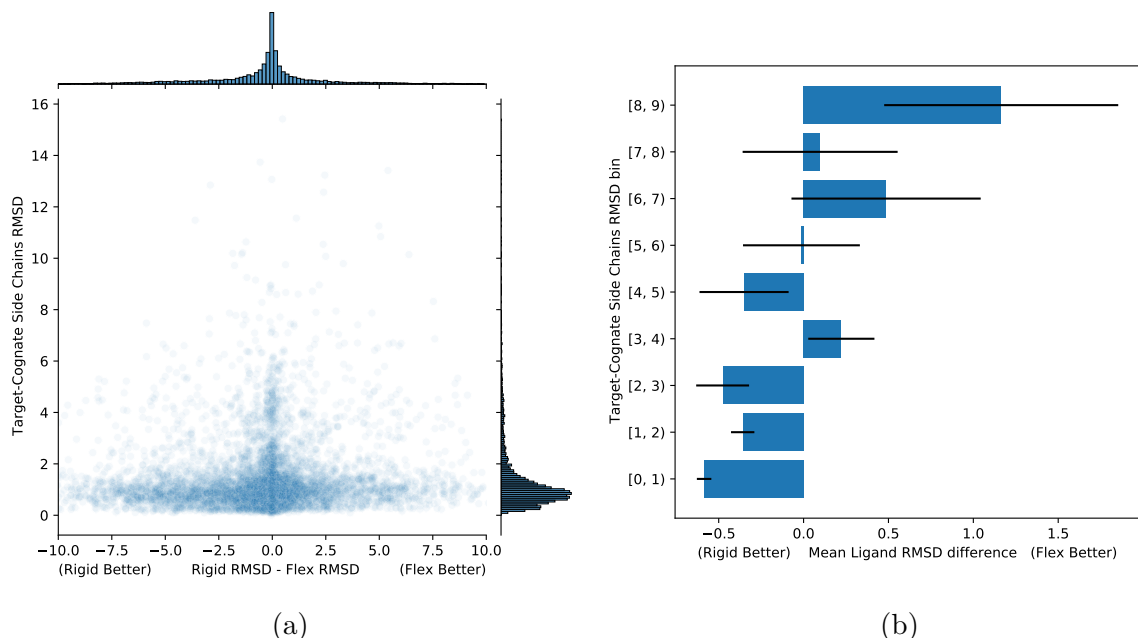 16
14
12
10
8
6
4
2
0
Target-Cognate Side Chains RMSD
−10.0 −7.5 −5.0 −2.5 0.0 2.5 5.0 7.5 10.0
(Rigid Better) Rigid RMSD - Flex RMSD (Flex Better)
(a)
[8, 9)
[7, 8)
[6, 7)
[5, 6)
[4, 5)
[3, 4)
[2, 3)
[1, 2)
[0, 1)
Target-Cognate Side Chains RMSD bin
−0.5 0.0 0.5 1.0 1.5
(Rigid Better) Mean Ligand RMSD difference (Flex Better)
(b)